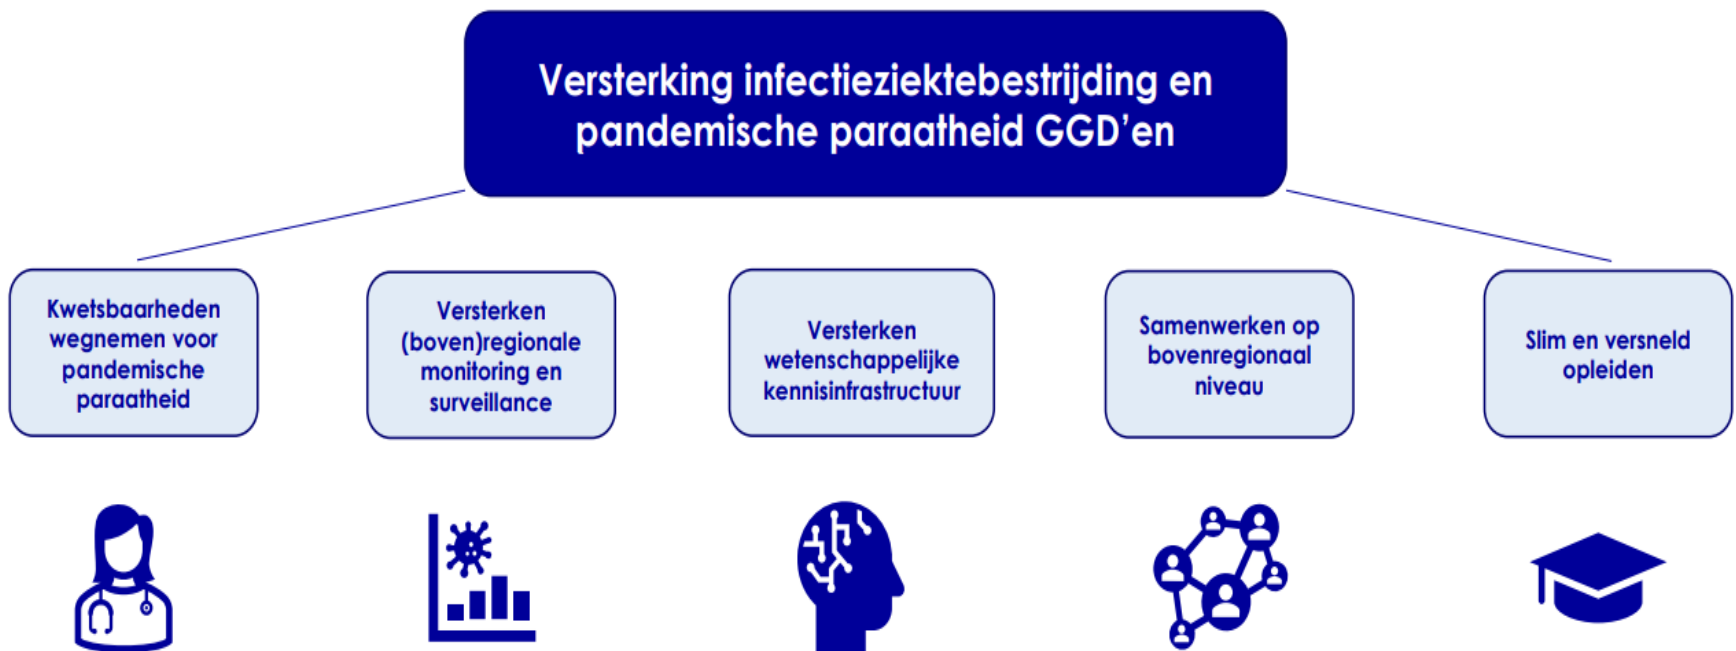 Versterking infectieziektebestrijding en
pandemische paraatheid GGD'en
Kwetsbaarheden
wegnemen voor
pandemische
paraatheid
Versterken
(boven)regionale
monitoring en
surveillance
Versterken
wetenschappelijke
kennisinfrastructuur
Samenwerken op
bovenregionaal
niveau
Slim en versneld
opleiden